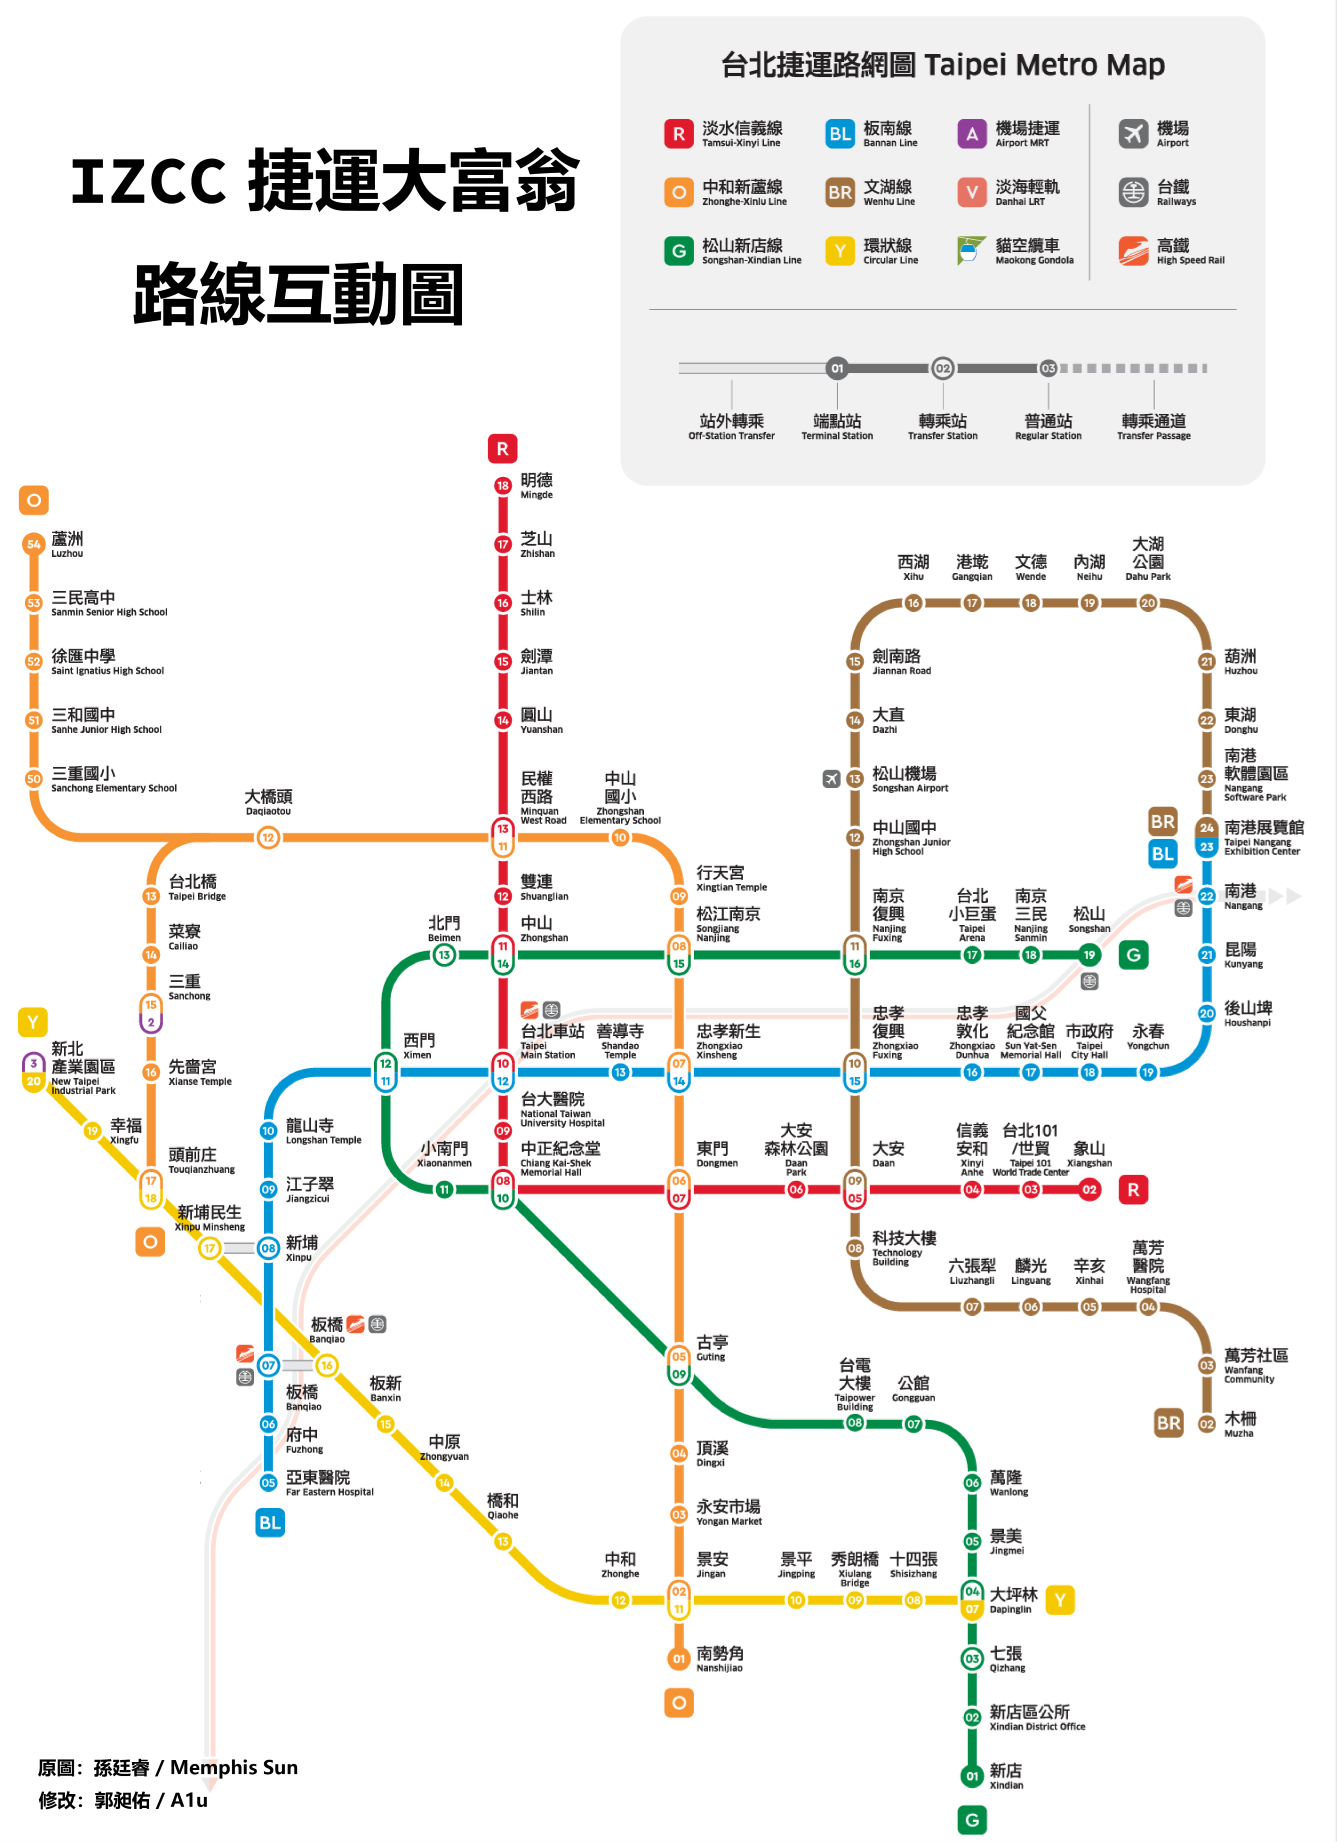 IZCC 捷運大富翁
路線互動圖
台北捷運路網圖 Taipei Metro Map
R 淡水信義線
Tamsui-Xinyi Line
BL 板南線
Bannan Line
A 機場捷運
Airport MRT
機場
Airport
O 中和新蘆線
Zhonghe-Xinlu Line
BR 文湖線
Wenhu Line
V 淡海輕軌
Danhai LRT
台鐵
Railways
G 松山新店線
Songshan-Xindian Line
Y 環狀線
Circular Line
貓空纜車
Maokong Gondola
高鐵
High Speed Rail
01 02 03
站外轉乘
Off-Station Transfer
端點站
Terminal Station
轉乘站
Transfer Station
普通站
Regular Station
轉乘通道
Transfer Passage
R
18 明德
Mingde
17 芝山
Zhishan
16 士林
Shilin
15 劍潭
Jiantan
14 圓山
Yuanshan
民權
西路
Minquan
West Road
13
11
12 雙連
Shuanglian
中山
Zhongshan
11
14
台北車站
Taipei
Main Station
10
12
台大醫院
National Taiwan
University Hospital
09
中正紀念堂
Chiang Kai-Shek
Memorial Hall
08
10
O
54 蘆洲
Luzhou
53 三民高中
Sanmin Senior High School
52 徐匯中學
Saint Ignatius High School
51 三和國中
Sanhe Junior High School
50 三重國小
Sanchong Elementary School
大橋頭
Daqiaotou
12
中山
國小
Zhongshan
Elementary School
10
13 台北橋
Taipei Bridge
14 菜寮
Cailiao
三重
Sanchong
15
2
16 先嗇宮
Xianse Temple
頭前庄
Touqianzhuang
17
18
O
行天宮
Xingtian Temple
09
松江南京
Songjiang
Nanjing
08
15
忠孝新生
Zhongxiao
Xinsheng
07
14
東門
Dongmen
06
07
古亭
Guting
05
09
04 頂溪
Dingxi
03 永安市場
Yongan Market
景安
Jingan
02
11
01 南勢角
Nanshijiao
O
西湖
Xihu
16
港墘
Gangqian
17
文德
Wende
18
內湖
Neihu
19
大湖
公園
Dahu Park
20
15 劍南路
Jiannan Road
14 大直
Dazhi
13 松山機場
Songshan Airport
12 中山國中
Zhongshan Junior
High School
南京
復興
Nanjing
Fuxing
11
16
忠孝
復興
Zhongxiao
Fuxing
10
15
大安
Daan
09
05
08 科技大樓
Technology
Building
六張犁
Liuzhangli
07
麟光
Linguang
06
辛亥
Xinhai
05
萬芳
醫院
Wangfang
Hospital
04
03 萬芳社區
Wanfang
Community
BR
02 木柵
Muzha
21 葫洲
Huzhou
22 東湖
Donghu
23 南港
軟體園區
Nangang
Software Park
BR
BL
24
23
南港展覽館
Taipei Nangang
Exhibition Center
22 南港
Nangang
21 昆陽
Kunyang
20 後山埤
Houshanpi
北門
Beimen
13
台北
小巨蛋
Taipei
Arena
17
南京
三民
Nanjing
Sanmin
18
松山
Songshan
19
G
西門
Ximen
12
11
善導寺
Shandao
Temple
13
忠孝
敦化
Zhongxiao
Dunhua
16
國父
紀念館
Sun Yat-Sen
Memorial Hall
17
市政府
Taipei
City Hall
18
永春
Yongchun
19
小南門
Xiaonanmen
11
大安
森林公園
Daan
Park
06
信義
安和
Xinyi
Anhe
04
台北101
/世貿
Taipei 101
World Trade Center
03
象山
Xiangshan
02
R
Y
3
20
新北
產業園區
New Taipei
Industrial Park
19 幸福
Xingfu
新埔民生
Xinpu Minsheng
17
10 龍山寺
Longshan Temple
09 江子翠
Jiangzicui
08 新埔
Xinpu
板橋
Banqiao
16
07
板橋
Banqiao
06 府中
Fuzhong
05 亞東醫院
Far Eastern Hospital
BL
板新
Banxin
15
中原
Zhongyuan
14
橋和
Qiaohe
13
中和
Zhonghe
12
景平
Jingping
10
秀朗橋
Xiulang
Bridge
09
十四張
Shisizhang
08
台電
大樓
Taipower
Building
08
公館
Gongguan
07
06 萬隆
Wanlong
05 景美
Jingmei
04
07
大坪林
Dapinglin
Y
03 七張
Qizhang
02 新店區公所
Xindian District Office
01 新店
Xindian
G
原圖：孫廷睿 / Memphis Sun
修改：郭昶佑 / A1u